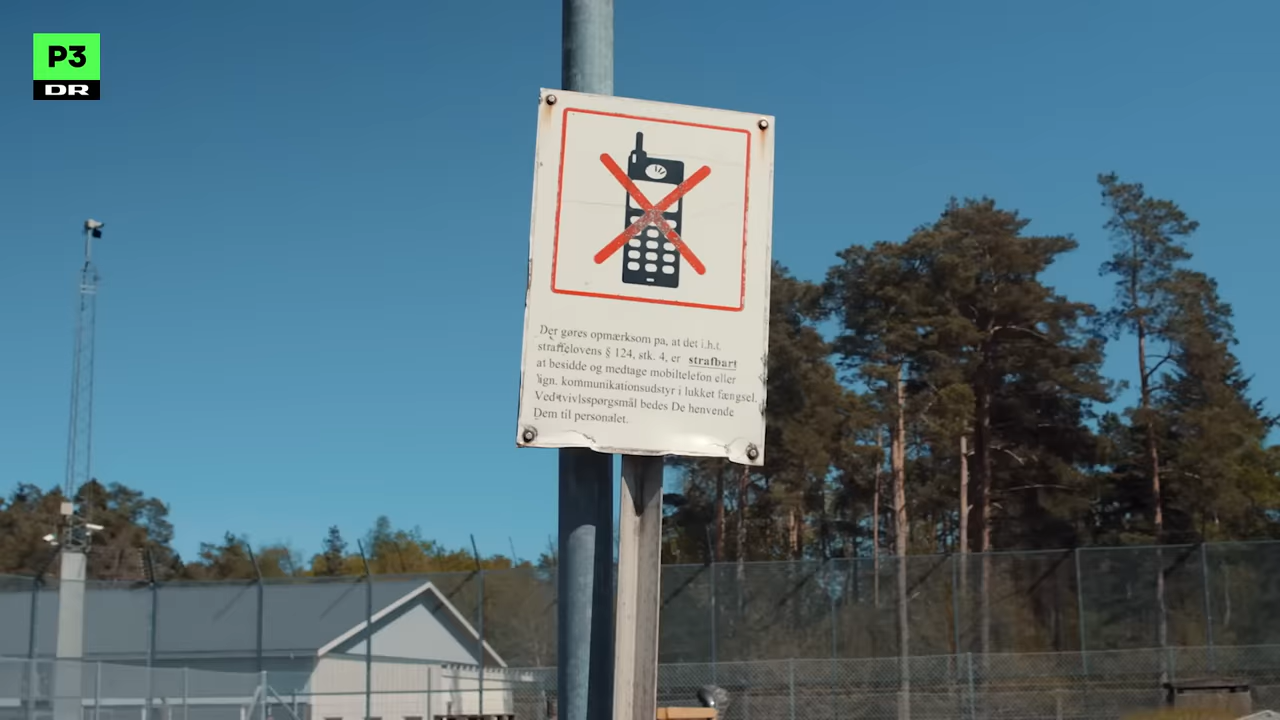 P3
DR
Der gøres opmærksom pa, at det i.h.t.
straffelovens § 124, stk. 4, er strafbart
at besidde og medtage mobiltelefon eller
lign. kommunikationsudstyr i lukket fængsel.
Ved tvivlsspørgsmål bedes De henvende
Dem til personalet.